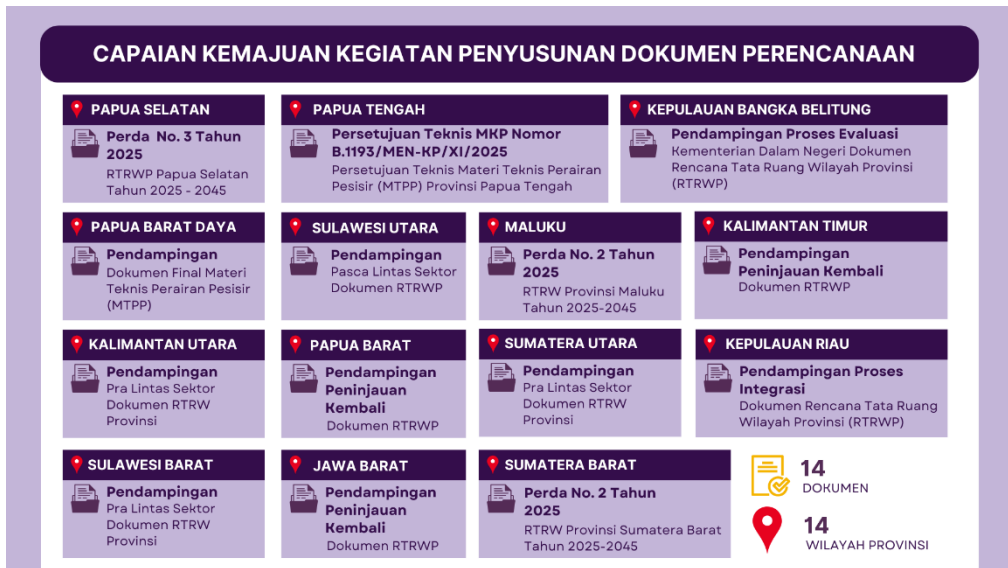 CAPAIAN KEMAJUAN KEGIATAN PENYUSUNAN DOKUMEN PERENCANAAN
PAPUA SELATAN
Perda No. 3 Tahun
2025
RTRWP Papua Selatan
Tahun 2025 - 2045
PAPUA TENGAH
Persetujuan Teknis MKP Nomor
B.1193/MEN-KP/XI/2025
Persetujuan Teknis Materi Teknis Perairan
Pesisir (MTPP) Provinsi Papua Tengah
KEPULAUAN BANGKA BELITUNG
Pendampingan Proses Evaluasi
Kementerian Dalam Negeri Dokumen
Rencana Tata Ruang Wilayah Provinsi
(RTRWP)
PAPUA BARAT DAYA
Pendampingan
Dokumen Final Materi
Teknis Perairan Pesisir
(MTPP)
SULAWESI UTARA
Pendampingan
Pasca Lintas Sektor
Dokumen RTRWP
MALUKU
Perda No. 2 Tahun
2025
RTRW Provinsi Maluku
Tahun 2025-2045
KALIMANTAN TIMUR
Pendampingan
Peninjauan Kembali
Dokumen RTRWP
KALIMANTAN UTARA
Pendampingan
Pra Lintas Sektor
Dokumen RTRW
Provinsi
PAPUA BARAT
Pendampingan
Peninjauan
Kembali
Dokumen RTRWP
SUMATERA UTARA
Pendampingan
Pra Lintas Sektor
Dokumen RTRW
Provinsi
KEPULAUAN RIAU
Pendampingan Proses
Integrasi
Dokumen Rencana Tata Ruang
Wilayah Provinsi (RTRWP)
SULAWESI BARAT
Pendampingan
Pra Lintas Sektor
Dokumen RTRW
Provinsi
JAWA BARAT
Pendampingan
Peninjauan
Kembali
Dokumen RTRWP
SUMATERA BARAT
Perda No. 2 Tahun
2025
RTRW Provinsi Sumatera Barat
Tahun 2025-2045
14
DOKUMEN
14
WILAYAH PROVINSI